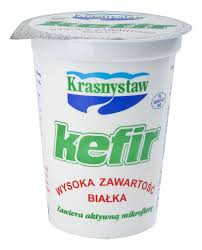 Krasnystaw
kefir
WYSOKA ZAWARTOŚĆ
BIAŁKA
Zawiera aktywną mikroflorę